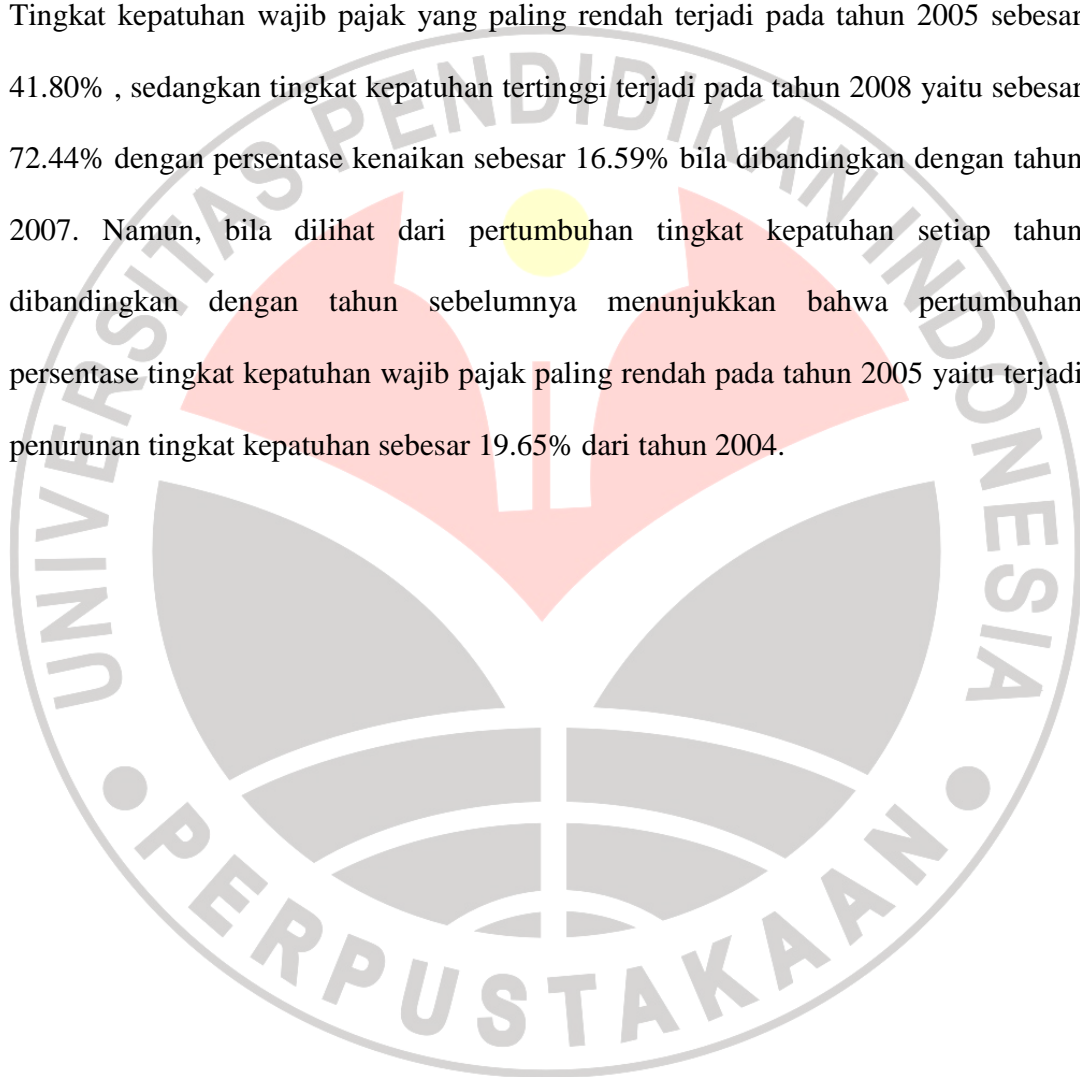 Tingkat kepatuhan wajib pajak yang paling rendah terjadi pada tahun 2005 sebesar
41.80% , sedangkan tingkat kepatuhan tertinggi terjadi pada tahun 2008 yaitu sebesar
72.44% dengan persentase kenaikan sebesar 16.59% bila dibandingkan dengan tahun
2007. Namun, bila dilihat dari pertumbuhan tingkat kepatuhan setiap tahun
dibandingkan dengan tahun sebelumnya menunjukkan bahwa pertumbuhan
persentase tingkat kepatuhan wajib pajak paling rendah pada tahun 2005 yaitu terjadi
penurunan tingkat kepatuhan sebesar 19.65% dari tahun 2004.
UNIVERSITAS PENDIDIKAN INDONESIA
PERPUSTAKAAN